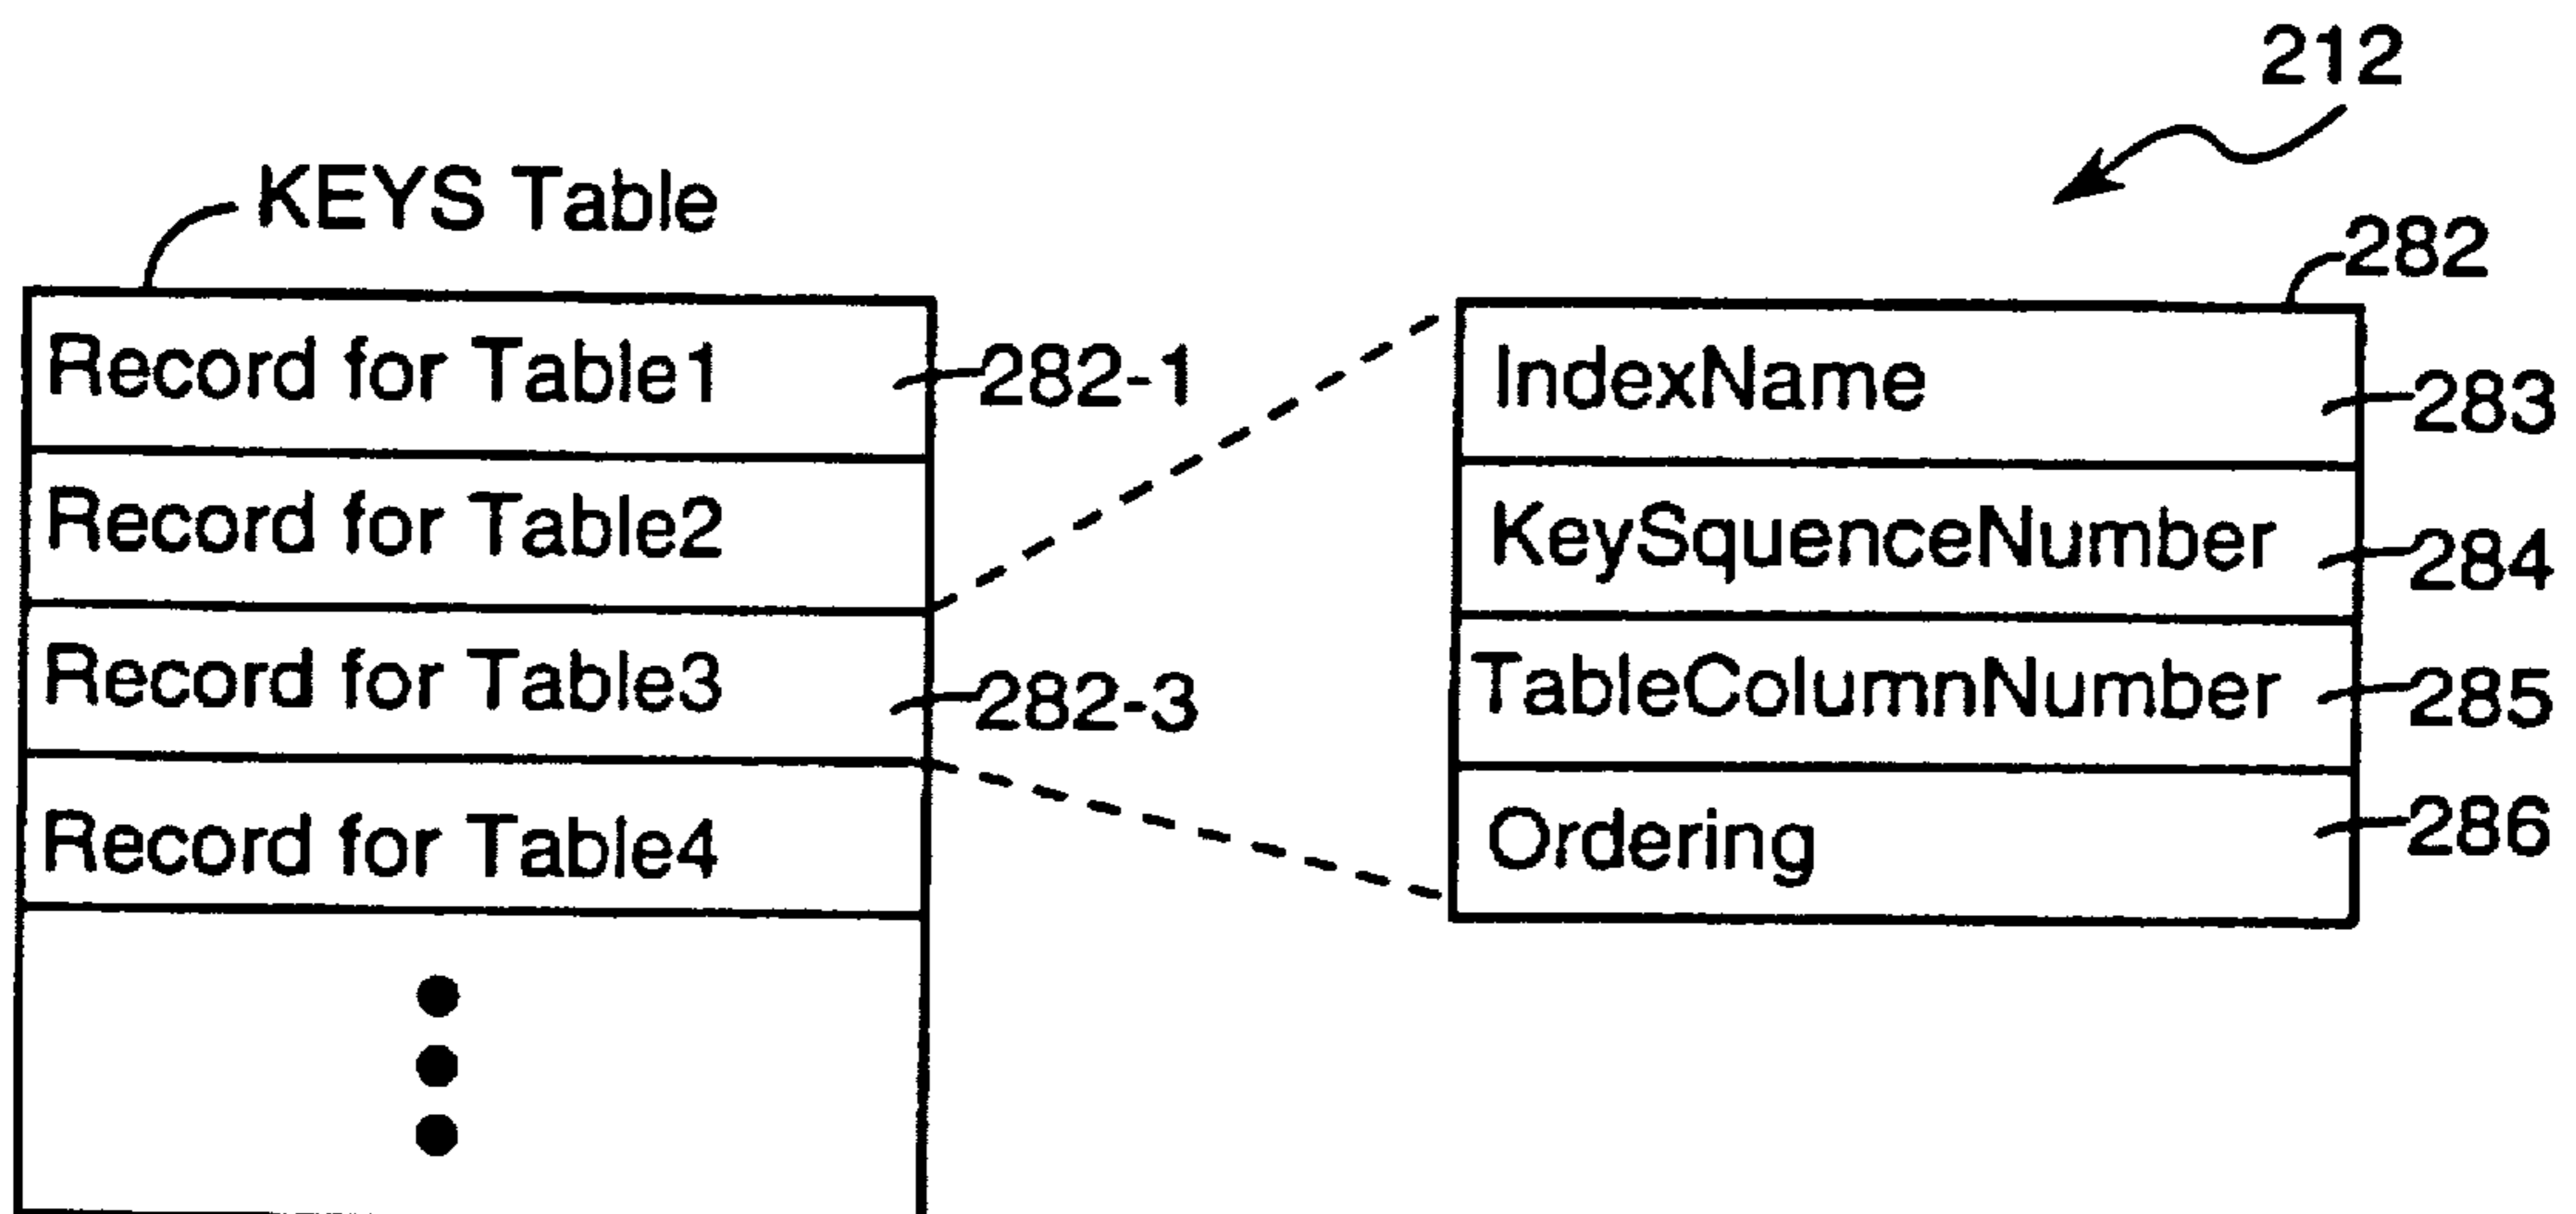 212
KEYS Table
282
Record for Table1
282-1
IndexName
283
Record for Table2
KeySquenceNumber
284
Record for Table3
282-3
TableColumnNumber
285
Record for Table4
Ordering
286